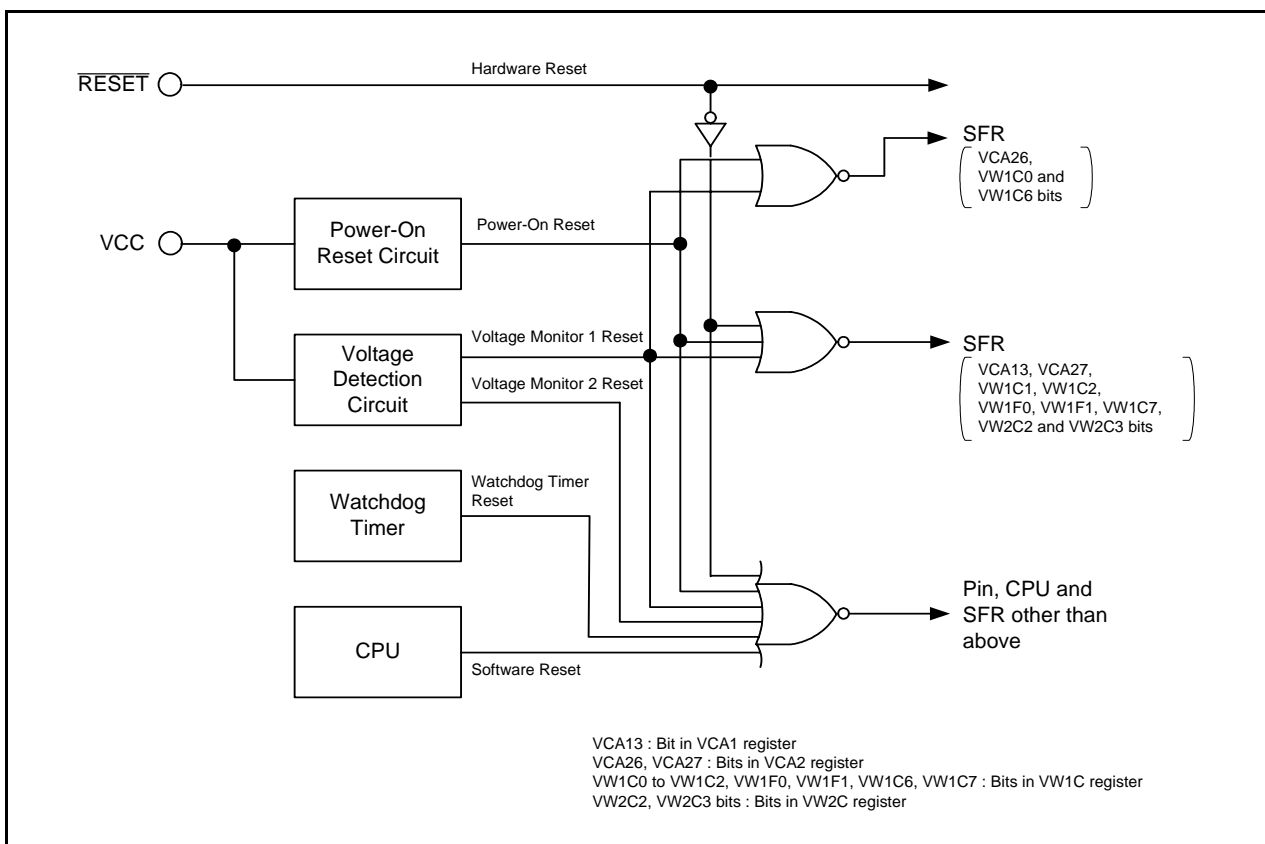 Hardware Reset
RESET
SFR
VCA26,
VW1C0 and
VW1C6 bits
VCC
Power-On
Reset Circuit
Power-On Reset
Voltage
Detection
Circuit
Voltage Monitor 1 Reset
Voltage Monitor 2 Reset
SFR
VCA13, VCA27,
VW1C1, VW1C2,
VW1F0, VW1F1, VW1C7,
VW2C2 and VW2C3 bits
Watchdog
Timer
Watchdog Timer
Reset
CPU
Software Reset
Pin, CPU and
SFR other than
above
VCA13 : Bit in VCA1 register
VCA26, VCA27 : Bits in VCA2 register
VW1C0 to VW1C2, VW1F0, VW1F1, VW1C6, VW1C7 : Bits in VW1C register
VW2C2, VW2C3 bits : Bits in VW2C register